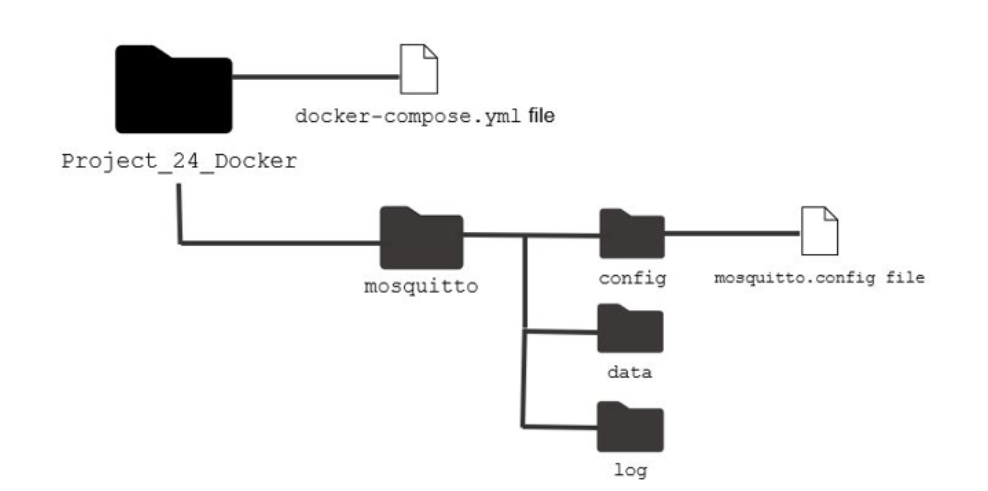 docker-compose.yml file
Project_24_Docker
mosquitto
config
mosquitto.config file
data
log